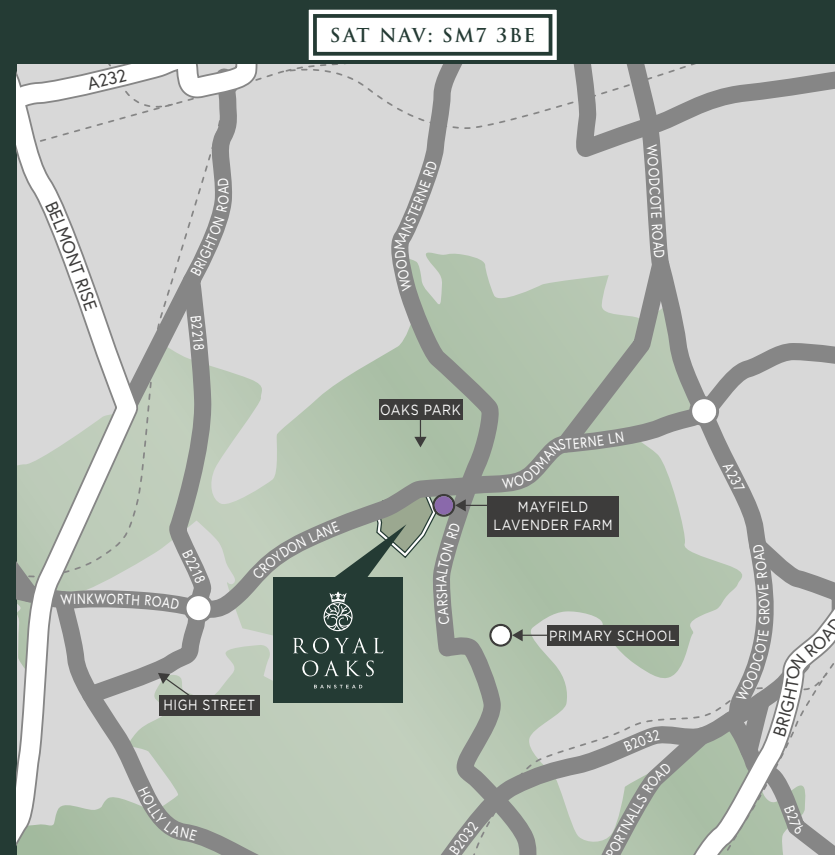 SAT NAV: SM7 3BE
A232
BELMONT RISE
BRIGHTON ROAD
WOODMANSTERNE RD
WOODCOTE ROAD
B2218
OAKS PARK
WOODMANSTERNE LN
A237
MAYFIELD
LAVENDER FARM
CROYDON LANE
B2218
CARSHALTON RD
WINKWORTH ROAD
ROYAL
OAKS
BANSTEAD
PRIMARY SCHOOL
WOODCOTE GROVE ROAD
BRIGHTON ROAD
HIGH STREET
B2032
HOLLY LANE
B2032
PORTNALLS ROAD
B276